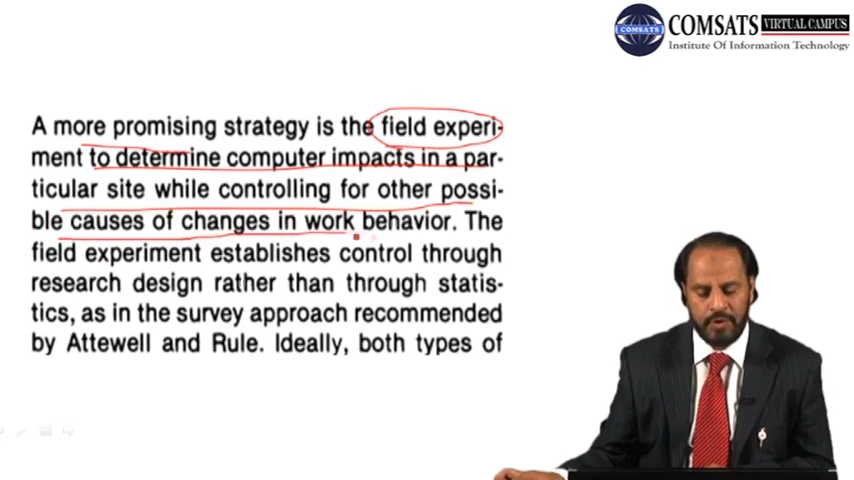 COMSATS
COMSATS VIRTUAL CAMPUS
Institute Of Information Technology
A more promising strategy is the field experi-
ment to determine computer impacts in a par-
ticular site while controlling for other possi-
ble causes of changes in work behavior. The
field experiment establishes control through
research design rather than through statis-
tics, as in the survey approach recommended
by Attewell and Rule. Ideally, both types of